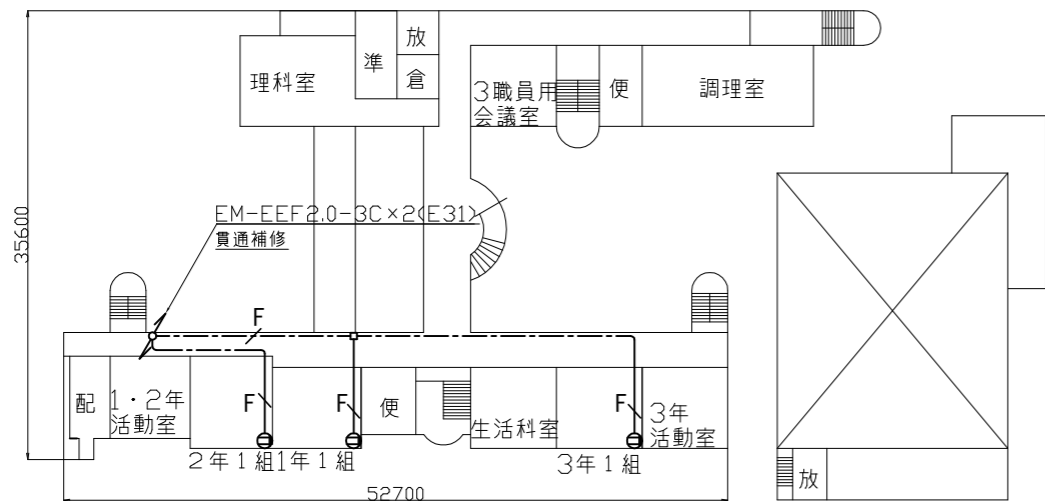 放
準
倉
理科室
3職員用
会議室
便
調理室
35600
EM-EEF2.0-3C×2(E31)
貫通補修
F
配
1・2年
活動室
F
F
便
生活科室
F
3年
活動室
2年1組
1年1組
3年1組
放
52700